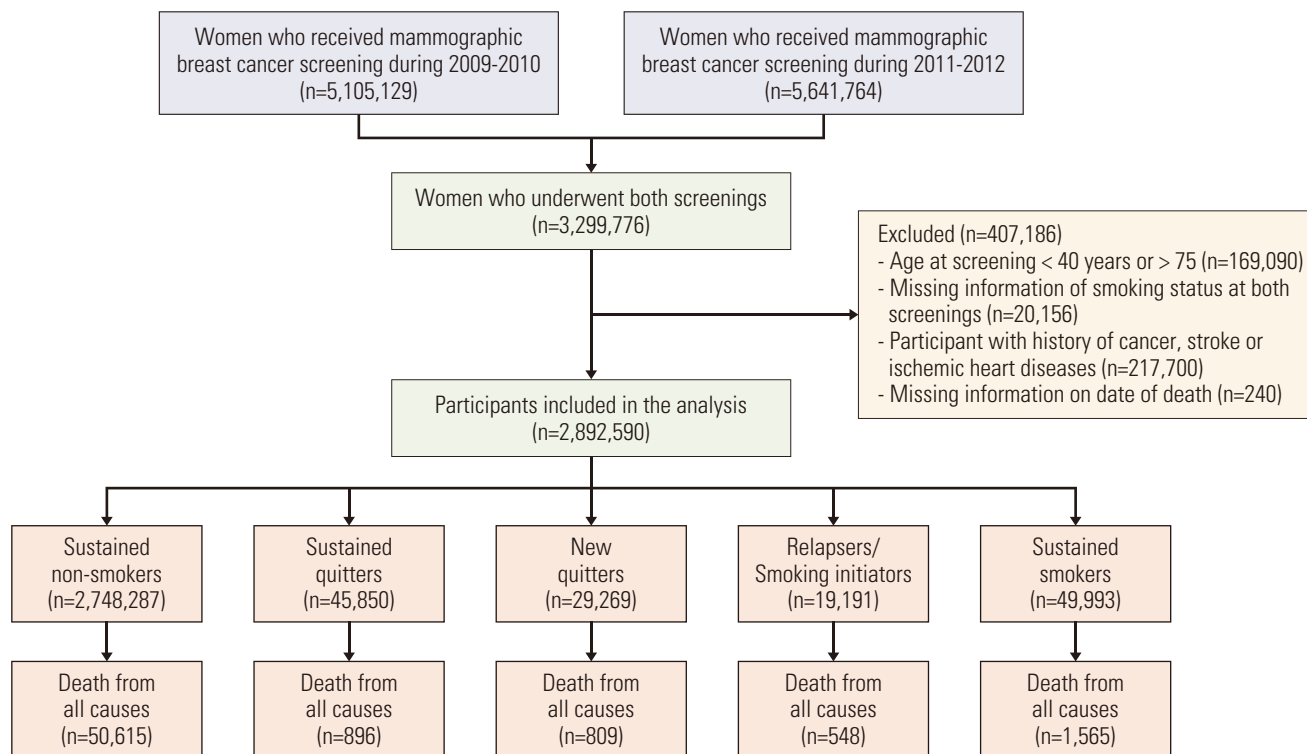 Women who received mammographic
breast cancer screening during 2009-2010
(n=5,105,129)
Women who received mammographic
breast cancer screening during 2011-2012
(n=5,641,764)
Women who underwent both screenings
(n=3,299,776)
Excluded (n=407,186)
- Age at screening < 40 years or > 75 (n=169,090)
- Missing information of smoking status at both
screenings (n=20,156)
- Participant with history of cancer, stroke or
ischemic heart diseases (n=217,700)
- Missing information on date of death (n=240)
Participants included in the analysis
(n=2,892,590)
Sustained
non-smokers
(n=2,748,287)
Sustained
quitters
(n=45,850)
New
quitters
(n=29,269)
Relapsers/
Smoking initiators
(n=19,191)
Sustained
smokers
(n=49,993)
Death from
all causes
(n=50,615)
Death from
all causes
(n=896)
Death from
all causes
(n=809)
Death from
all causes
(n=548)
Death from
all causes
(n=1,565)